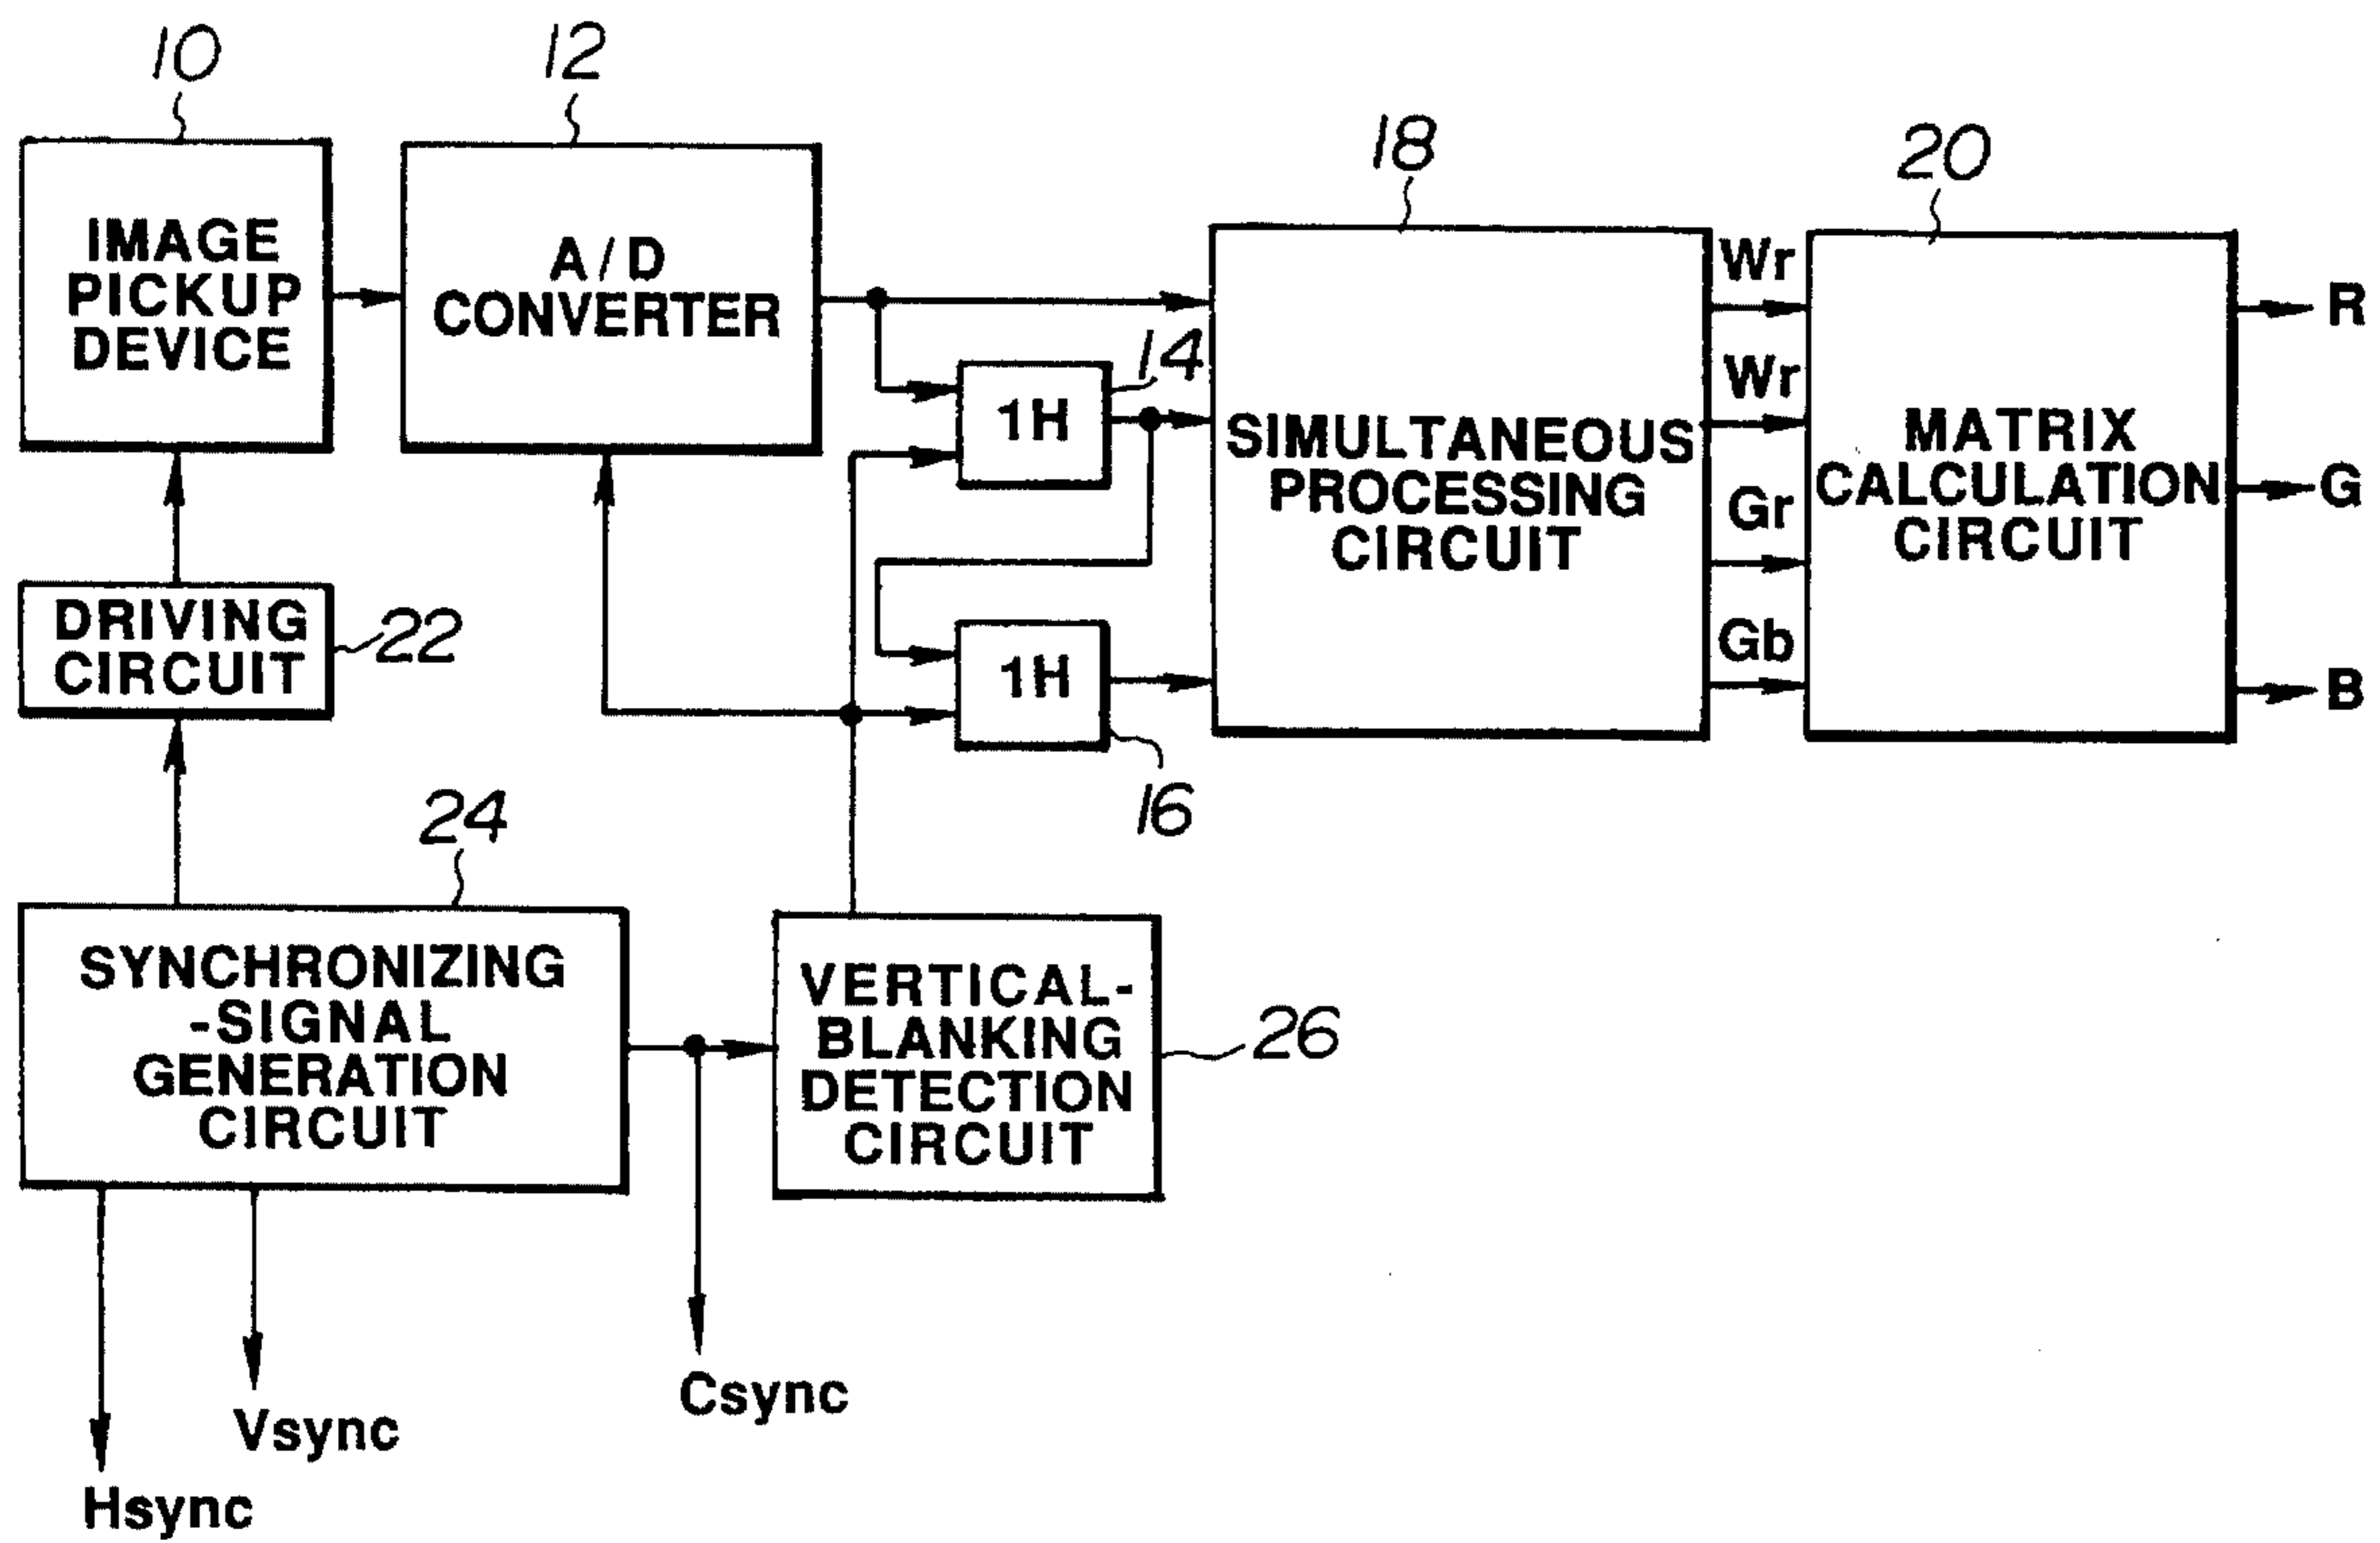 10
12
18
20
IMAGE
PICKUP
DEVICE
A/D
CONVERTER
14
1H
1H
16
SIMULTANEOUS
PROCESSING
CIRCUIT
Wr
Wr
Gr
Gb
MATRIX
CALCULATION
CIRCUIT
R
G
B
DRIVING
CIRCUIT
22
24
SYNCHRONIZING
-SIGNAL
GENERATION
CIRCUIT
VERTICAL-
BLANKING
DETECTION
CIRCUIT
26
Csync
Vsync
Hsync